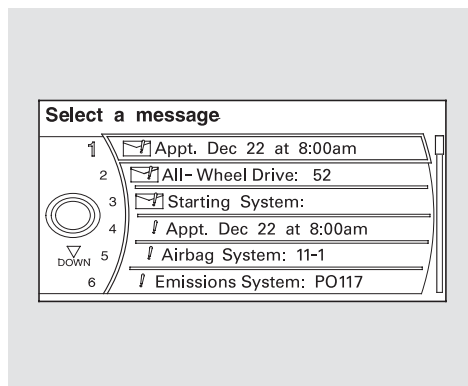 Select a message
1 Appt. Dec 22 at 8:00am
2 All-Wheel Drive: 52
3 Starting System:
4 ! Appt. Dec 22 at 8:00am
DOWN
5 ! Airbag System: 11-1
6 ! Emissions System: PO117